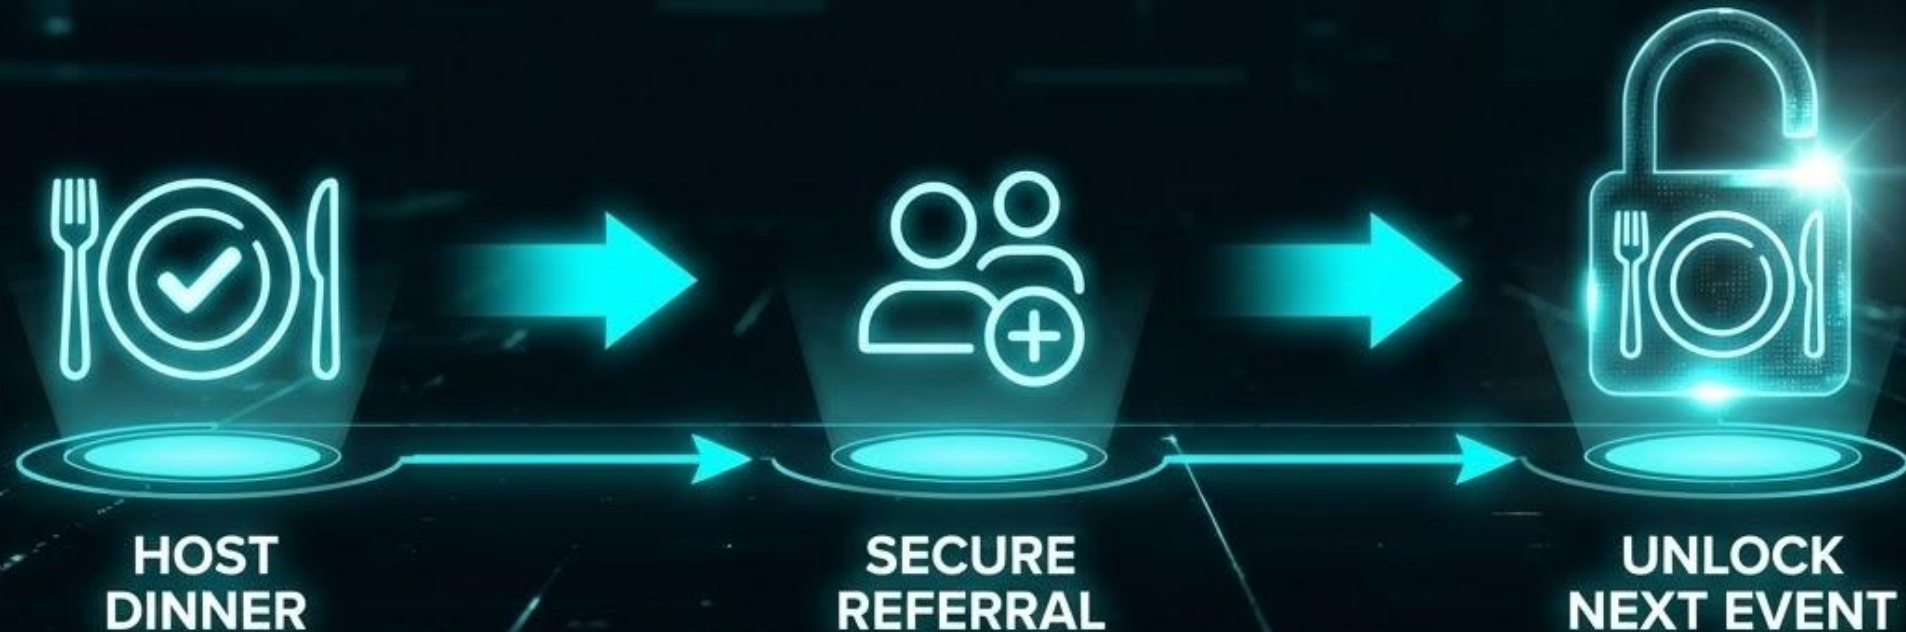 HOST
DINNER
SECURE
REFERRAL
UNLOCK
NEXT EVENT